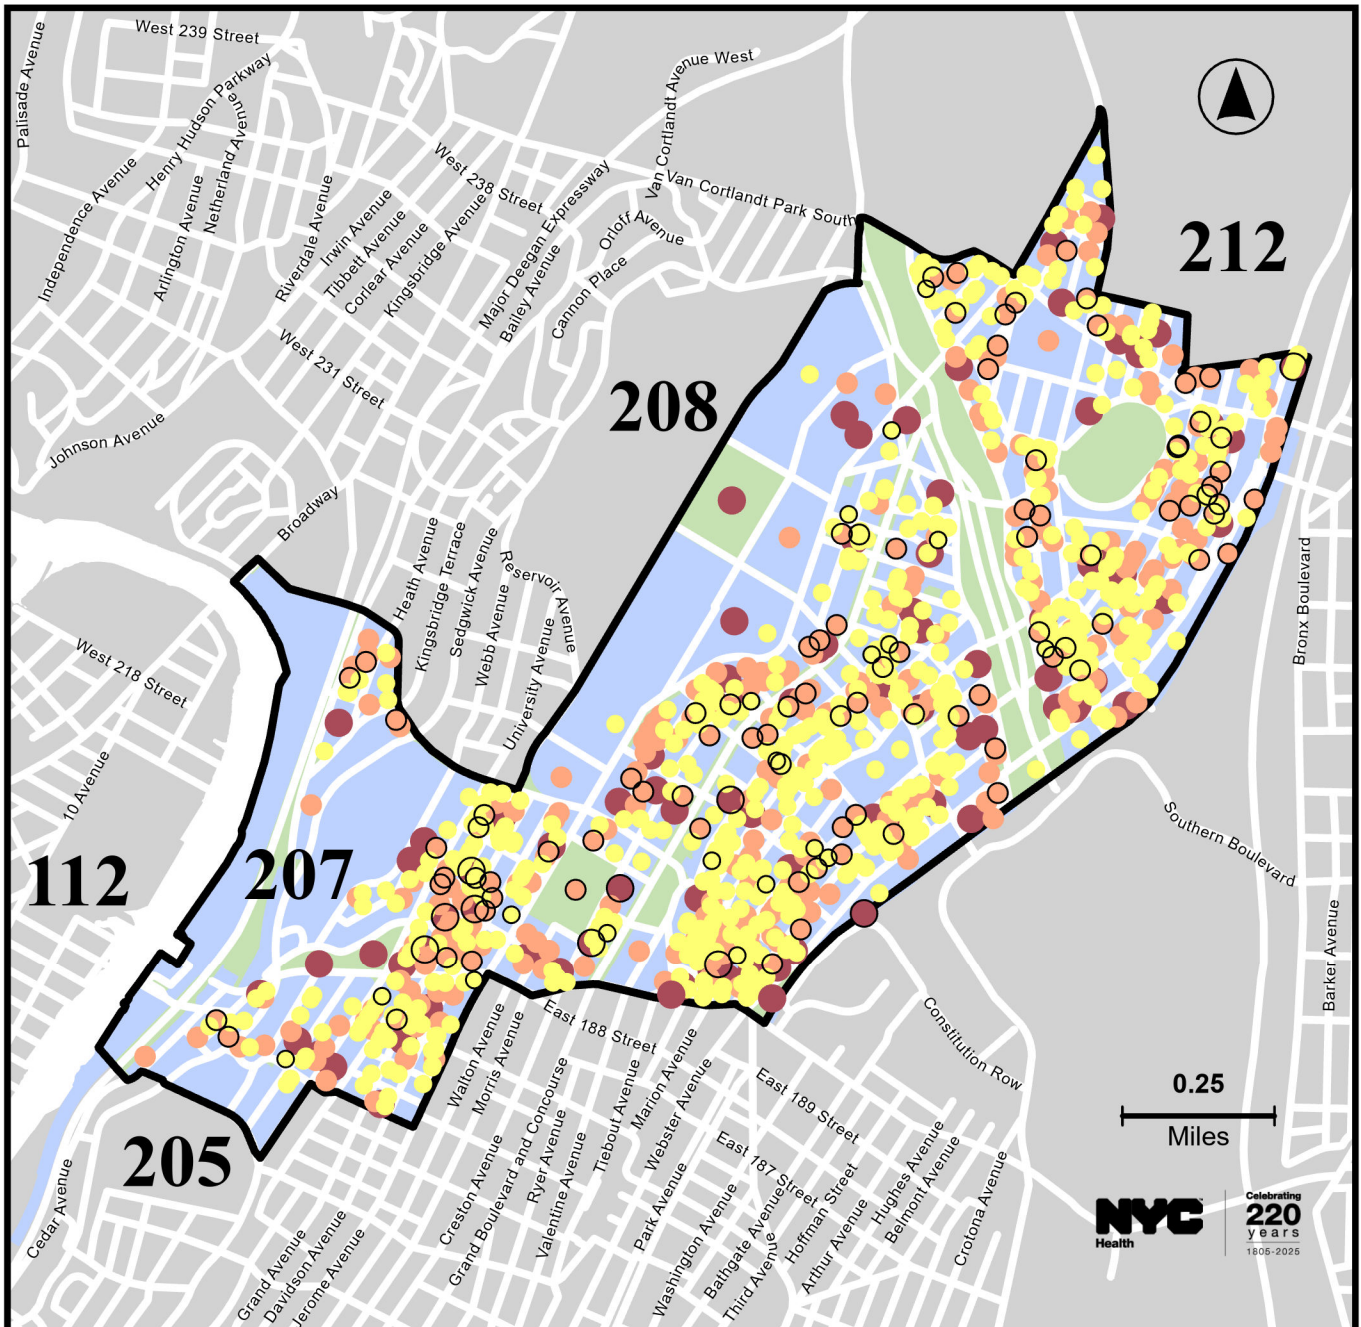 West 239 Street
Palisade Avenue
Henry Hudson Parkway
Netherland Avenue
Independence Avenue
Arlington Avenue
Riverdale Avenue
Irwin Avenue
Tibbett Avenue
Corlear Avenue
Kingsbridge Avenue
West 238 Street
Major Deegan Expressway
Bailey Avenue
Van Cortlandt Avenue West
Van Cortlandt Park South
Orloff Avenue
Cannon Place
212
West 231 Street
208
Johnson Avenue
Broadway
Heath Avenue
Kingsbridge Terrace
Sedgwick Avenue
Webb Avenue
Reservoir Avenue
University Avenue
Bronx Boulevard
West 218 Street
10 Avenue
112
207
Southern Boulevard
Barker Avenue
205
Cedar Avenue
Walton Avenue
Morris Avenue
East 188 Street
Constitution Row
East 189 Street
East 187 Street
Creston Avenue
Grand Boulevard and Concourse
Ryer Avenue
Valentine Avenue
Tiebout Avenue
Marion Avenue
Webster Avenue
Park Avenue
Washington Avenue
Bathgate Avenue
Third Avenue
Hoffman Street
Arthur Avenue
Hughes Avenue
Belmont Avenue
Crotona Avenue
Grand Avenue
Davidson Avenue
Jerome Avenue
0.25
Miles
NYC
Health
Celebrating
220
years
1805-2025